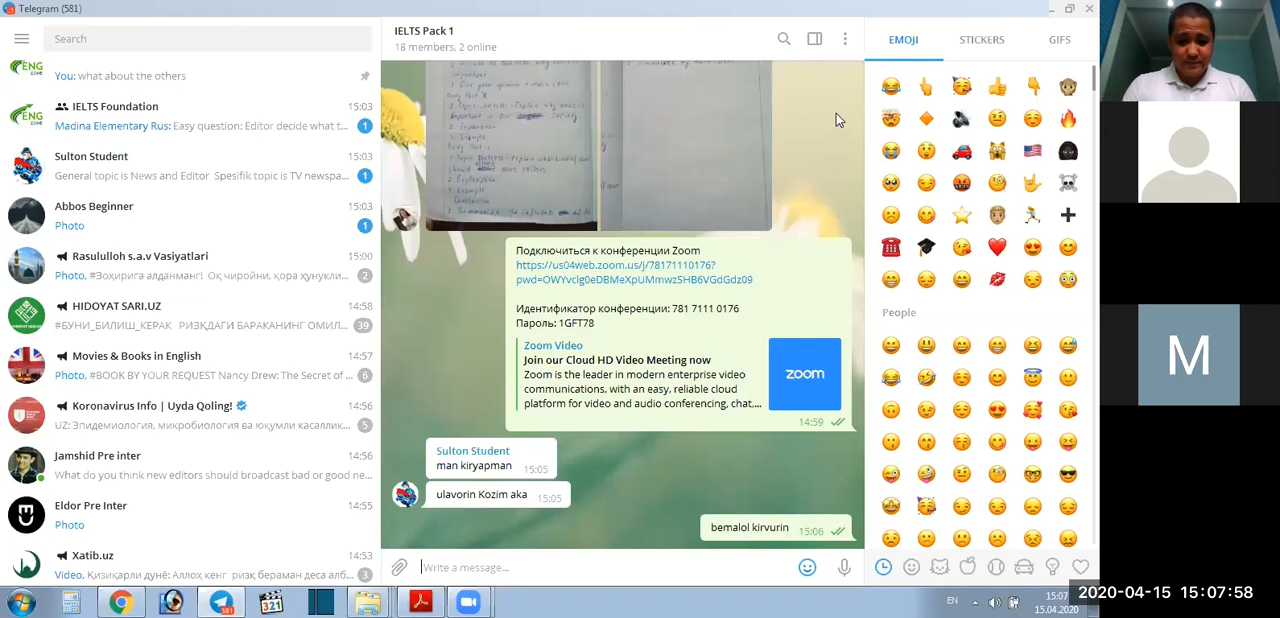 Telegram (581)
Search
You: what about the others
IELTS Foundation
15:03
Madina Elementary Rus: Easy question: Editor decide what t...
1
Sulton Student
15:03
General topic is News and Editor Spesifik topic is TV newspa...
1
Abbos Beginner
15:03
Photo
1
Rasululloh s.a.v Vasiyatlari
15:00
Photo, #Зоҳирига алданманг! Оқ чиройни, қора ҳунукли...
2
HIDOYAT SARI.UZ
14:58
#БУНИ_БИЛИШ_КЕРАК РИЗҚДАГИ БАРАКАНИНГ ОМИЛ...
39
Movies & Books in English
14:57
Photo, #BOOK BY YOUR REQUEST Nancy Drew: The Secret of ...
6
Koronavirus Info | Uyda Qoling!
14:56
UZ: Эпидемиология, микробиология ва юқумли касаллик...
5
Jamshid Pre inter
14:56
What do you think new editors should broadcast bad or good ne...
Eldor Pre Inter
14:55
Photo
Xatib.uz
14:53
Video, Қизиқарли дунё: Аллоҳ кенг ризқ бераман деса аълб...
3
IELTS Pack 1
18 members, 2 online
Подключиться к конференции Zoom
https://us04web.zoom.us/j/78171110176?
pwd=OWYvclg0eDBMeXpUMmwzSHB6VGdGdz09
Идентификатор конференции: 781 7111 0176
Пароль: 1GFT78
Zoom Video
Join our Cloud HD Video Meeting now
Zoom is the leader in modern enterprise video
communications, with an easy, reliable cloud
platform for video and audio conferencing, chat,...
zoom
14:59
Sulton Student
man kiryapman 15:05
ulavorin Kozim aka 15:05
bemalol kirvurin 15:06
Write a message...
EMOJI
STICKERS
GIFS
People
M
581
321
EN
15:07
15.04.2020
2020-04-15 15:07:58